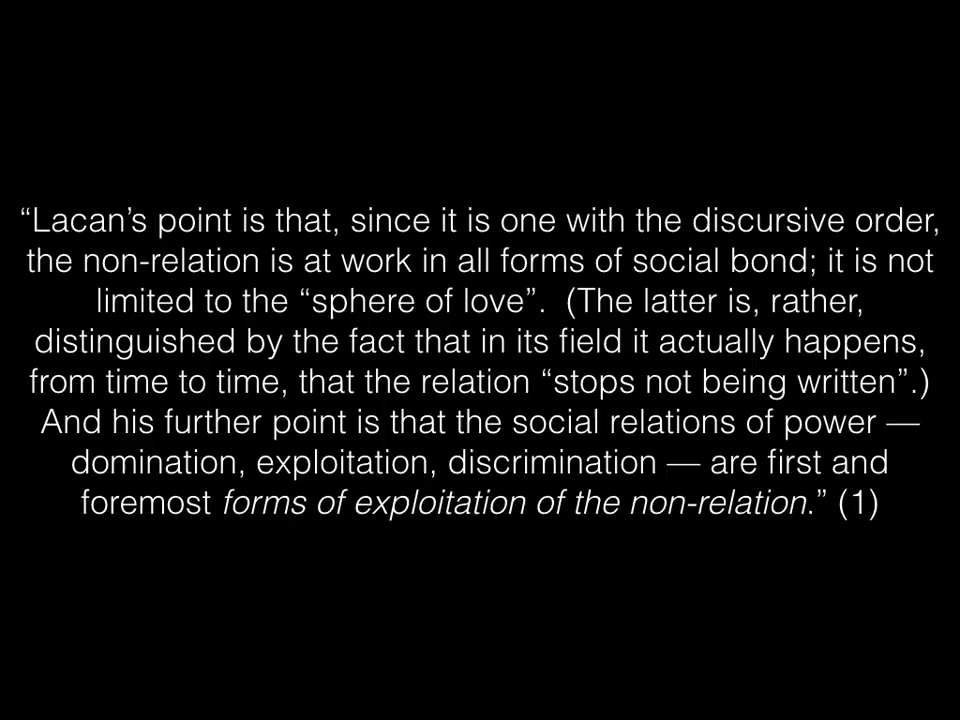 “Lacan’s point is that, since it is one with the discursive order,
the non-relation is at work in all forms of social bond; it is not
limited to the “sphere of love”.  (The latter is, rather,
distinguished by the fact that in its field it actually happens,
from time to time, that the relation “stops not being written”.)
And his further point is that the social relations of power —
domination, exploitation, discrimination — are first and
foremost forms of exploitation of the non-relation.” (1)